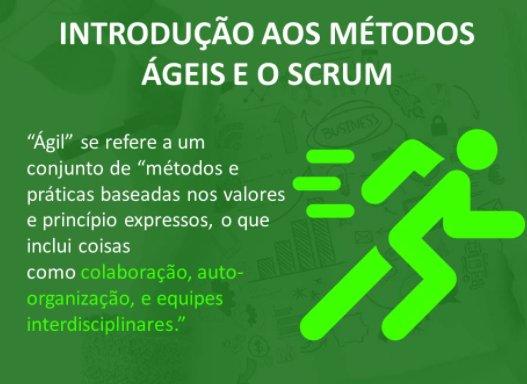 INTRODUÇÃO AOS MÉTODOS
ÁGEIS E O SCRUM
BUSINESS
“Ágil” se refere a um
conjunto de “métodos e
práticas baseadas nos valores
e princípio expressos, o que
inclui coisas
como colaboração, auto-
organização, e equipes
interdisciplinares.”